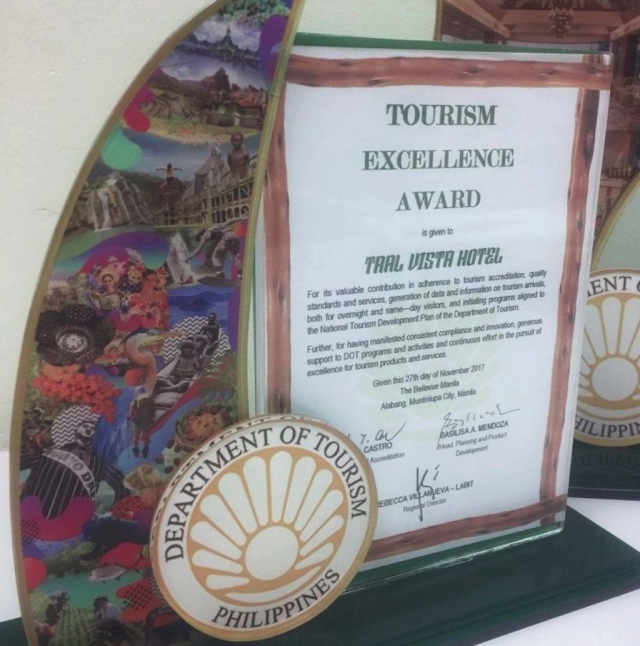 TOURISM
EXCELLENCE
AWARD
is given to
TAAL VISTA HOTEL
For its valuable contribution in adherence to tourism accreditation, quality
standards and services, generation of data and information on tourism arrivals,
both for overnight and same—day visitors, and initiating programs aligned to
the National Tourism Development Plan of the Department of Tourism.
Further, for having manifested consistent compliance and innovation, generous
support to DOT programs and activities and continuous effort in the pursuit of
excellence for tourism products and services.
Given this 27th day of November 2017
The Bellevue Manila
Alabang, Muntinlupa City, Manila
CASTRO
Accreditation
BASILISA A. MENDOZA
Head, Planning and Product
Development
REBECCA VILLANUEVA – LABIT
Regional Director
DEPARTMENT OF TOURISM
PHILIPPINES
ENT OF
PHILIPPINES